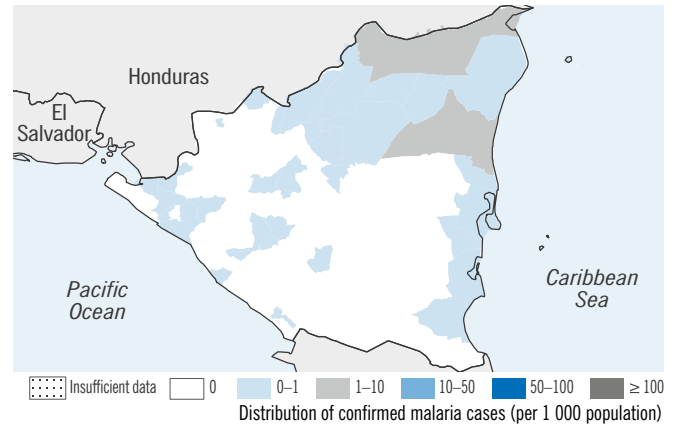 Honduras
El
Salvador
Pacific
Ocean
Caribbean
Sea
Insufficient data 0 0–1 1–10 10–50 50–100 ≥ 100
Distribution of confirmed malaria cases (per 1 000 population)